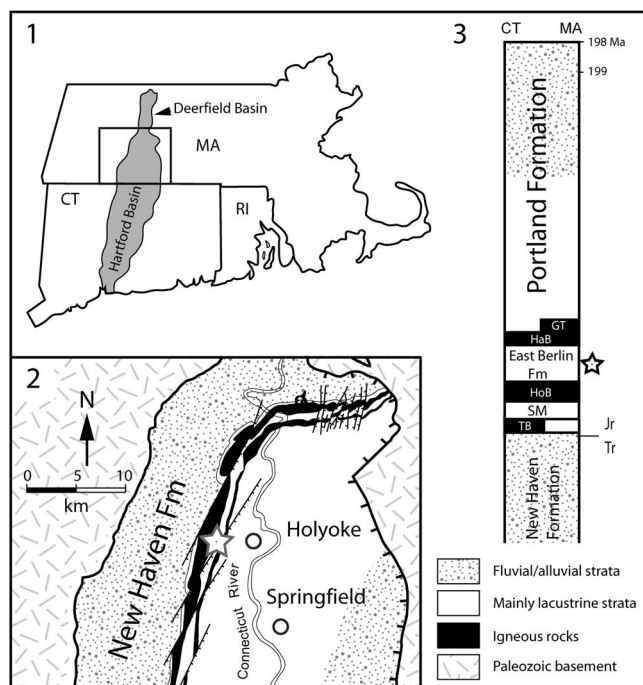 1
Deerfield Basin
MA
CT
RI
Hartford Basin
2
N
0 5 10
km
New Haven Fm
Holyoke
Springfield
Connecticut River
3
CT MA
198 Ma
199
Portland Formation
GT
HaB
East Berlin
Fm
HoB
SM
TB
Jr
Tr
New Haven
Formation
Fluvial/alluvial strata
Mainly lacustrine strata
Igneous rocks
Paleozoic basement